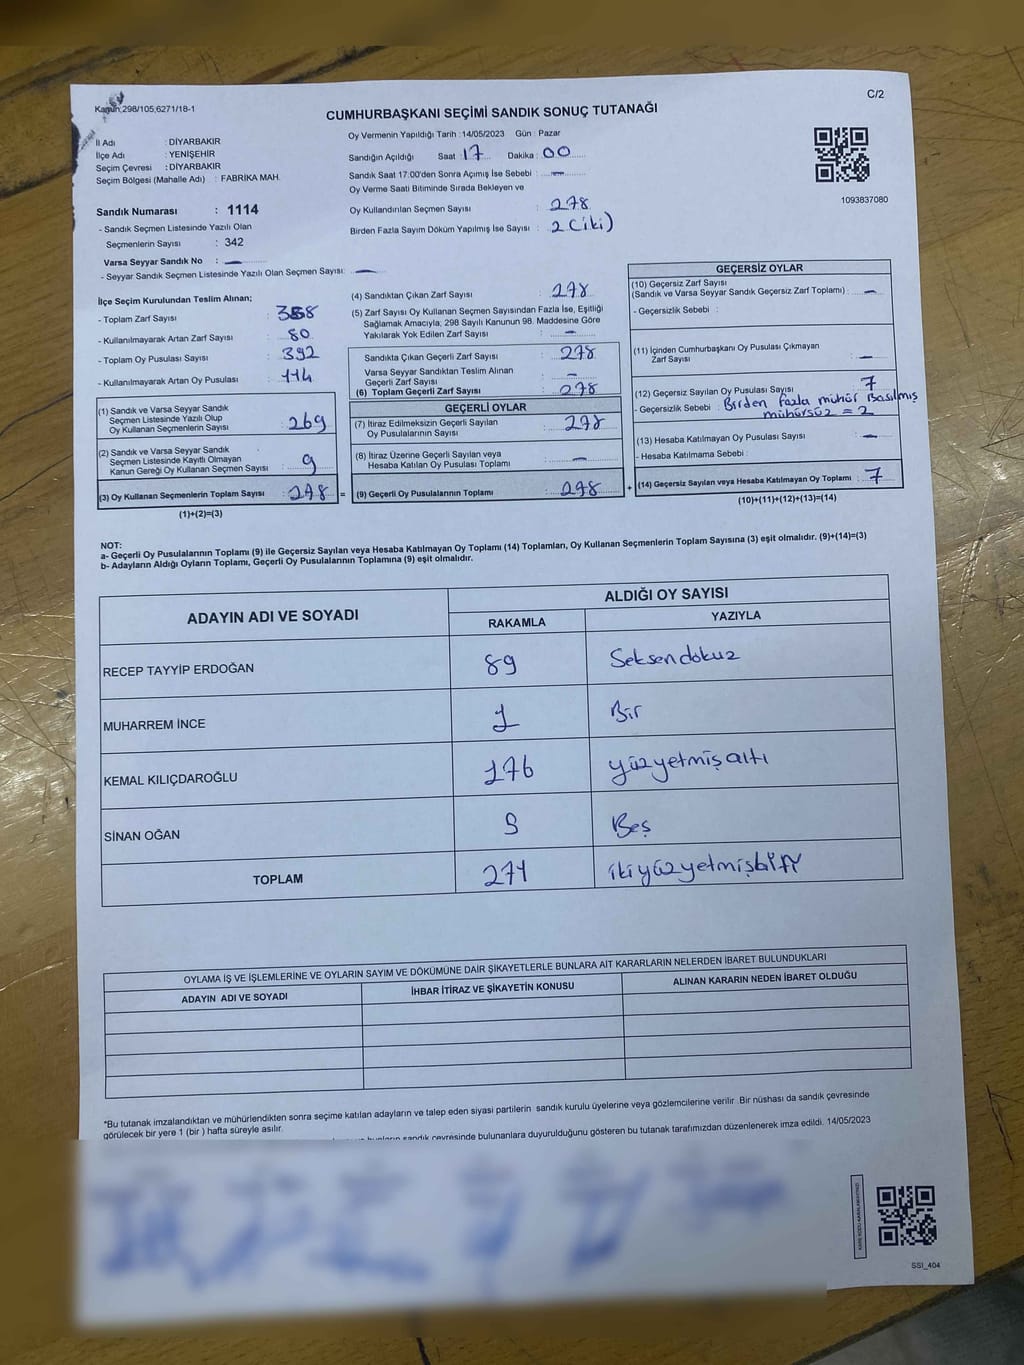 Kanun:298/105,6271/18-1
C/2
CUMHURBAŞKANI SEÇİMİ SANDIK SONUÇ TUTANAĞI
İl Adı : DİYARBAKIR
İlçe Adı : YENİŞEHİR
Seçim Çevresi : DİYARBAKIR
Seçim Bölgesi (Mahalle Adı) : FABRİKA MAH.
Sandık Numarası : 1114
- Sandık Seçmen Listesinde Yazılı Olan
Seçmenlerin Sayısı : 342
Varsa Seyyar Sandık No : —
- Seyyar Sandık Seçmen Listesinde Yazılı Olan Seçmen Sayısı: —
Oy Vermenin Yapıldığı Tarih : 14/05/2023 Gün : Pazar
Sandığın Açıldığı Saat : 17 Dakika : 00
Sandık Saat 17:00'den Sonra Açımış İse Sebebi : —
Oy Verme Saati Bitiminde Sırada Bekleyen ve
Oy Kullandırılan Seçmen Sayısı : 278
Birden Fazla Sayım Döküm Yapılmış İse Sayısı : 2 (iki)
1093837080
İlçe Seçim Kurulundan Teslim Alınan;
- Toplam Zarf Sayısı : 358
- Kullanılmayarak Artan Zarf Sayısı : 80
- Toplam Oy Pusulası Sayısı : 392
- Kullanılmayarak Artan Oy Pusulası : 114
(1) Sandık ve Varsa Seyyar Sandık
Seçmen Listesinde Yazılı Olup
Oy Kullanan Seçmenlerin Sayısı : 269
(2) Sandık ve Varsa Seyyar Sandık
Seçmen Listesinde Kayıtlı Olmayan
Kanun Gereği Oy Kullanan Seçmen Sayısı : 9
(3) Oy Kullanan Seçmenlerin Toplam Sayısı : 278 =
(1)+(2)=(3)
(4) Sandıktan Çıkan Zarf Sayısı : 278
(5) Zarf Sayısı Oy Kullanan Seçmen Sayısından Fazla İse, Eşitliği
Sağlamak Amacıyla, 298 Sayılı Kanunun 98. Maddesine Göre
Yakılarak Yok Edilen Zarf Sayısı : —
Sandıkta Çıkan Geçerli Zarf Sayısı : 278
Varsa Seyyar Sandıktan Teslim Alınan
Geçerli Zarf Sayısı : —
(6) Toplam Geçerli Zarf Sayısı : 278
GEÇERLİ OYLAR
(7) İtiraz Edilmeksizin Geçerli Sayılan
Oy Pusulalarının Sayısı : 278
(8) İtiraz Üzerine Geçerli Sayılan veya
Hesaba Katılan Oy Pusulası Toplamı : —
(9) Geçerli Oy Pusulalarının Toplamı : 278 +
GEÇERSİZ OYLAR
(10) Geçersiz Zarf Sayısı
(Sandık ve Varsa Seyyar Sandık Geçersiz Zarf Toplamı) : —
- Geçersizlik Sebebi :
(11) İçinden Cumhurbaşkanı Oy Pusulası Çıkmayan
Zarf Sayısı : —
(12) Geçersiz Sayılan Oy Pusulası Sayısı : 7
- Geçersizlik Sebebi : Birden fazla mühür Basılmış
mühürsüz = 2
(13) Hesaba Katılmayan Oy Pusulası Sayısı : —
- Hesaba Katılmama Sebebi :
(14) Geçersiz Sayılan veya Hesaba Katılmayan Oy Toplamı : 7
(10)+(11)+(12)+(13)=(14)
NOT:
a- Geçerli Oy Pusulalarının Toplamı (9) ile Geçersiz Sayılan veya Hesaba Katılmayan Oy Toplamı (14) Toplamları, Oy Kullanan Seçmenlerin Toplam Sayısına (3) eşit olmalıdır. (9)+(14)=(3)
b- Adayların Aldığı Oyların Toplamı, Geçerli Oy Pusulalarının Toplamına (9) eşit olmalıdır.
ADAYIN ADI VE SOYADI ALDIĞI OY SAYISI
RAKAMLA YAZIYLA
RECEP TAYYİP ERDOĞAN 89 Seksendokuz
MUHARREM İNCE 1 Bir
KEMAL KILIÇDAROĞLU 176 yüzyetmişaltı
SİNAN OĞAN 5 Beş
TOPLAM 271 ikiyüzyetmişbir
OYLAMA İŞ VE İŞLEMLERİNE VE OYLARIN SAYIM VE DÖKÜMÜNE DAİR ŞİKAYETLERLE BUNLARA AİT KARARLARIN NELERDEN İBARET BULUNDUKLARI
ADAYIN ADI VE SOYADI İHBAR İTİRAZ VE ŞİKAYETİN KONUSU ALINAN KARARIN NEDEN İBARET OLDUĞU
*Bu tutanak imzalandıktan ve mühürlendikten sonra seçime katılan adayların ve talep eden siyasi partilerin sandık kurulu üyelerine veya gözlemcilerine verilir. Bir nüshası da sandık çevresinde
görülecek bir yere 1 (bir) hafta süreyle asılır.
sandık çevresinde bulunanlara duyurulduğunu gösteren bu tutanak tarafımızdan düzenlenerek imza edildi. 14/05/2023
SSI_404